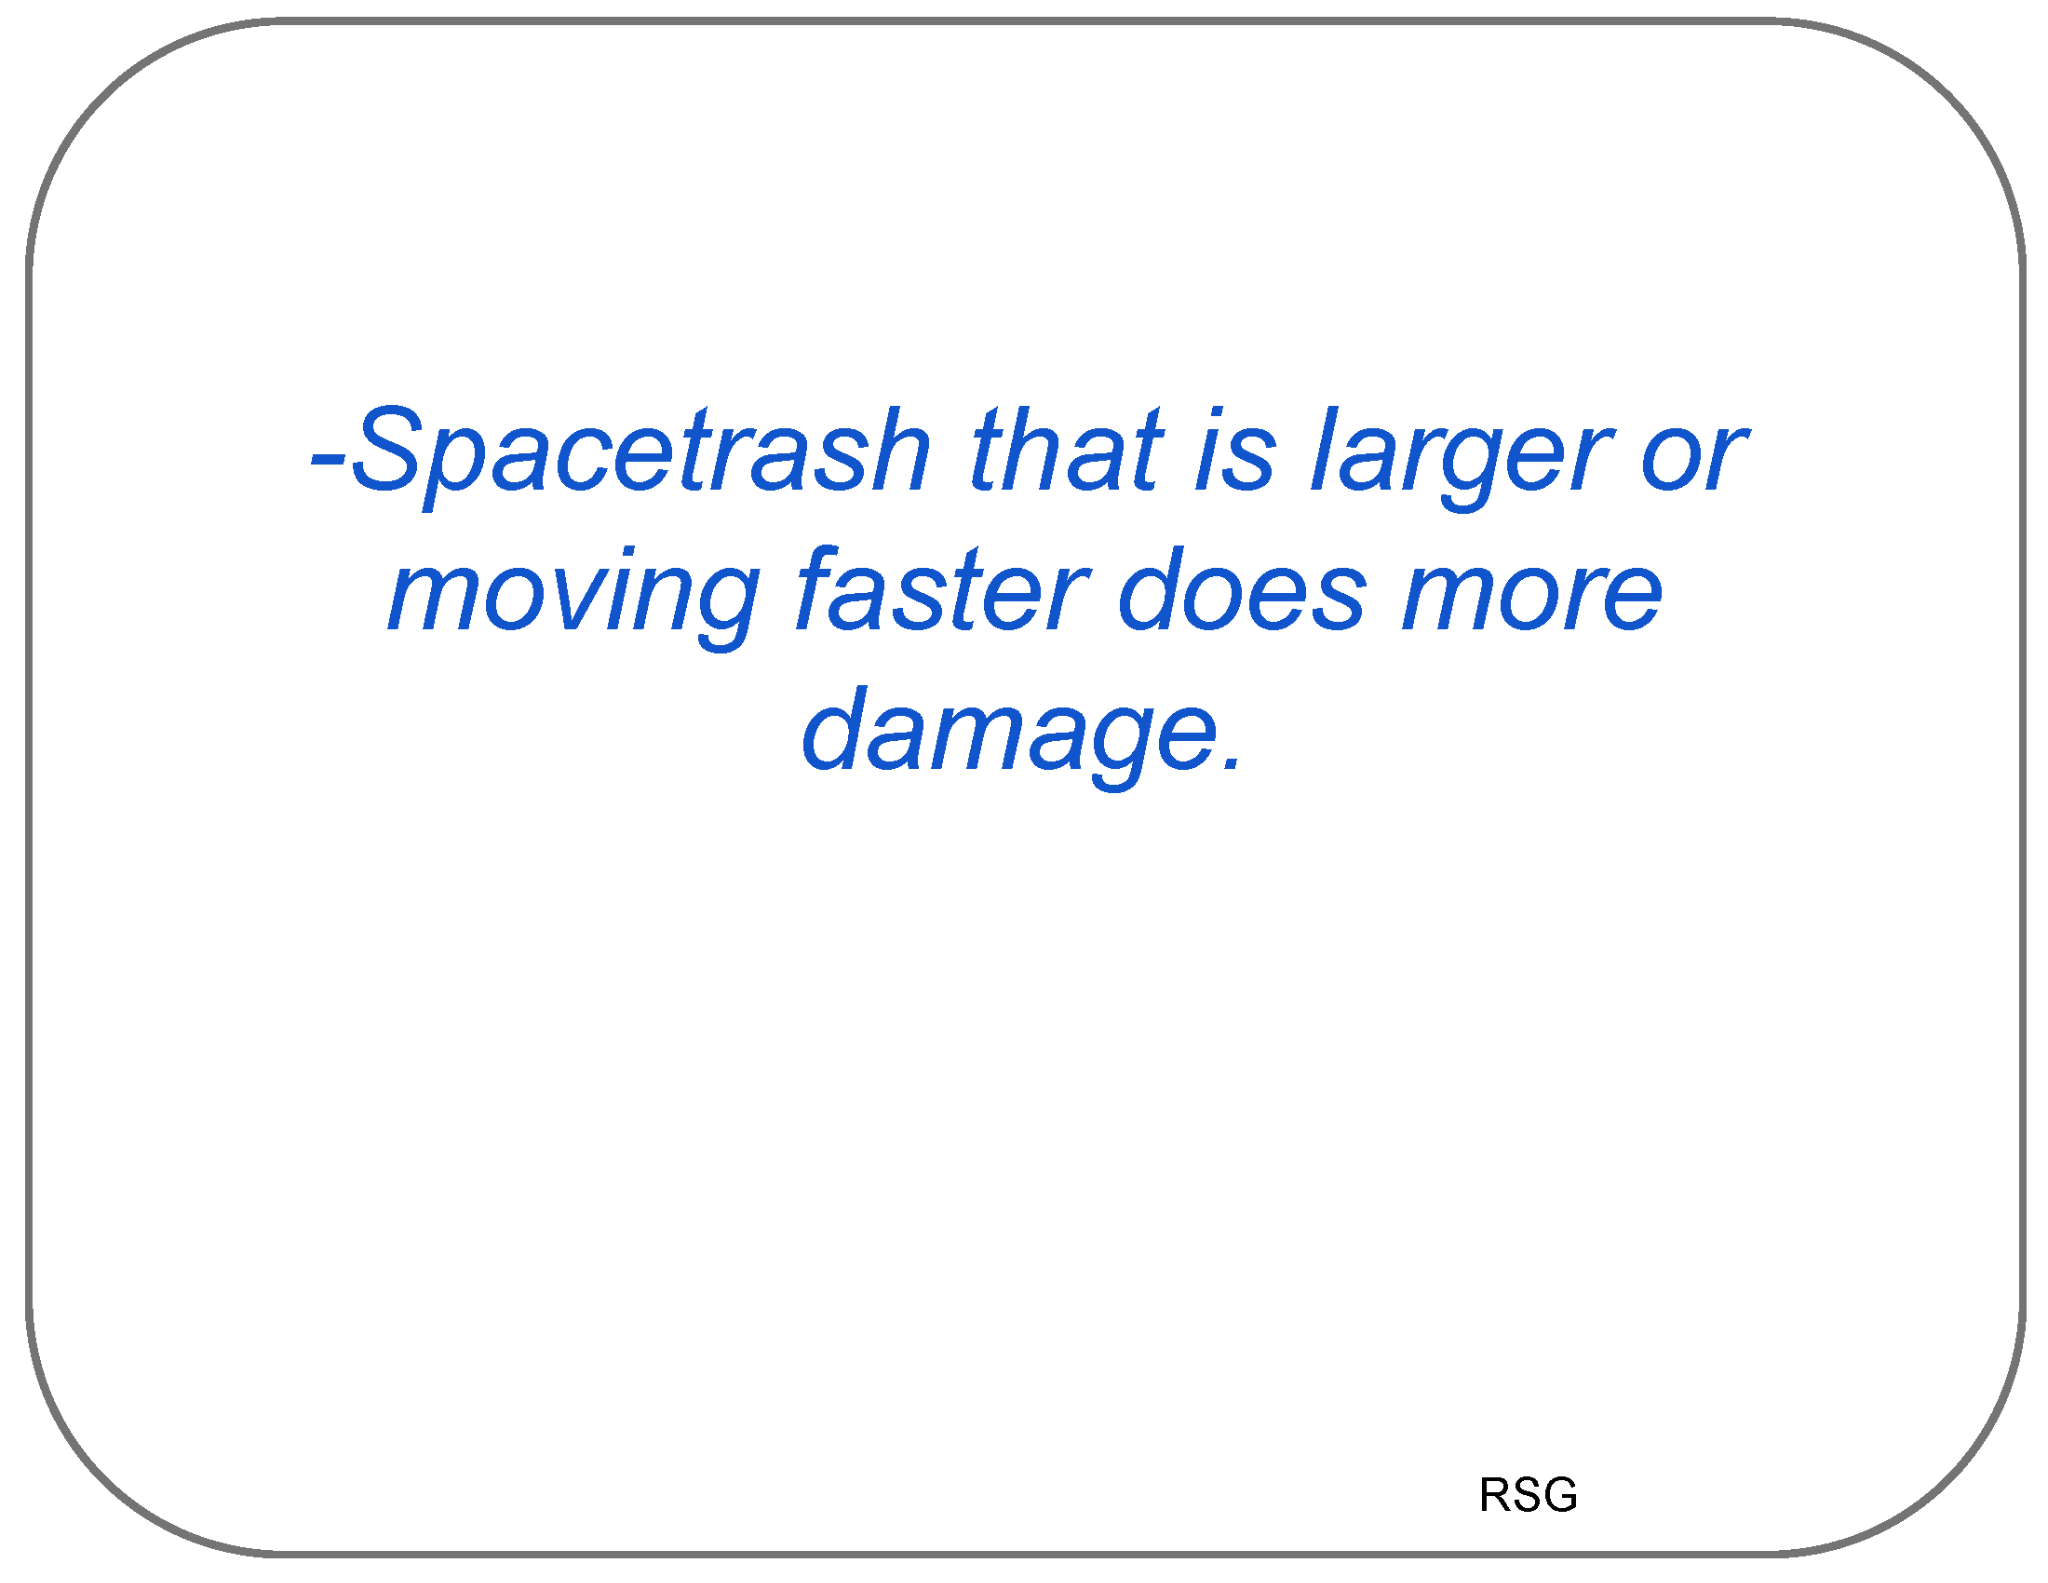 -Spacetrash that is larger or
moving faster does more
damage.
RSG